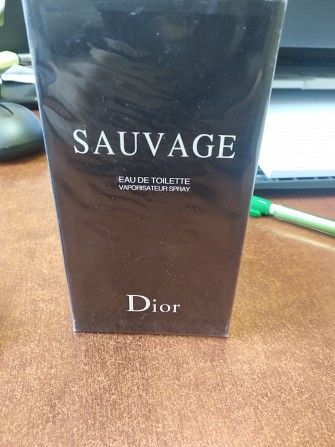 SAUVAGE
EAU DE TOILETTE
VAPORISATEUR SPRAY
Dior